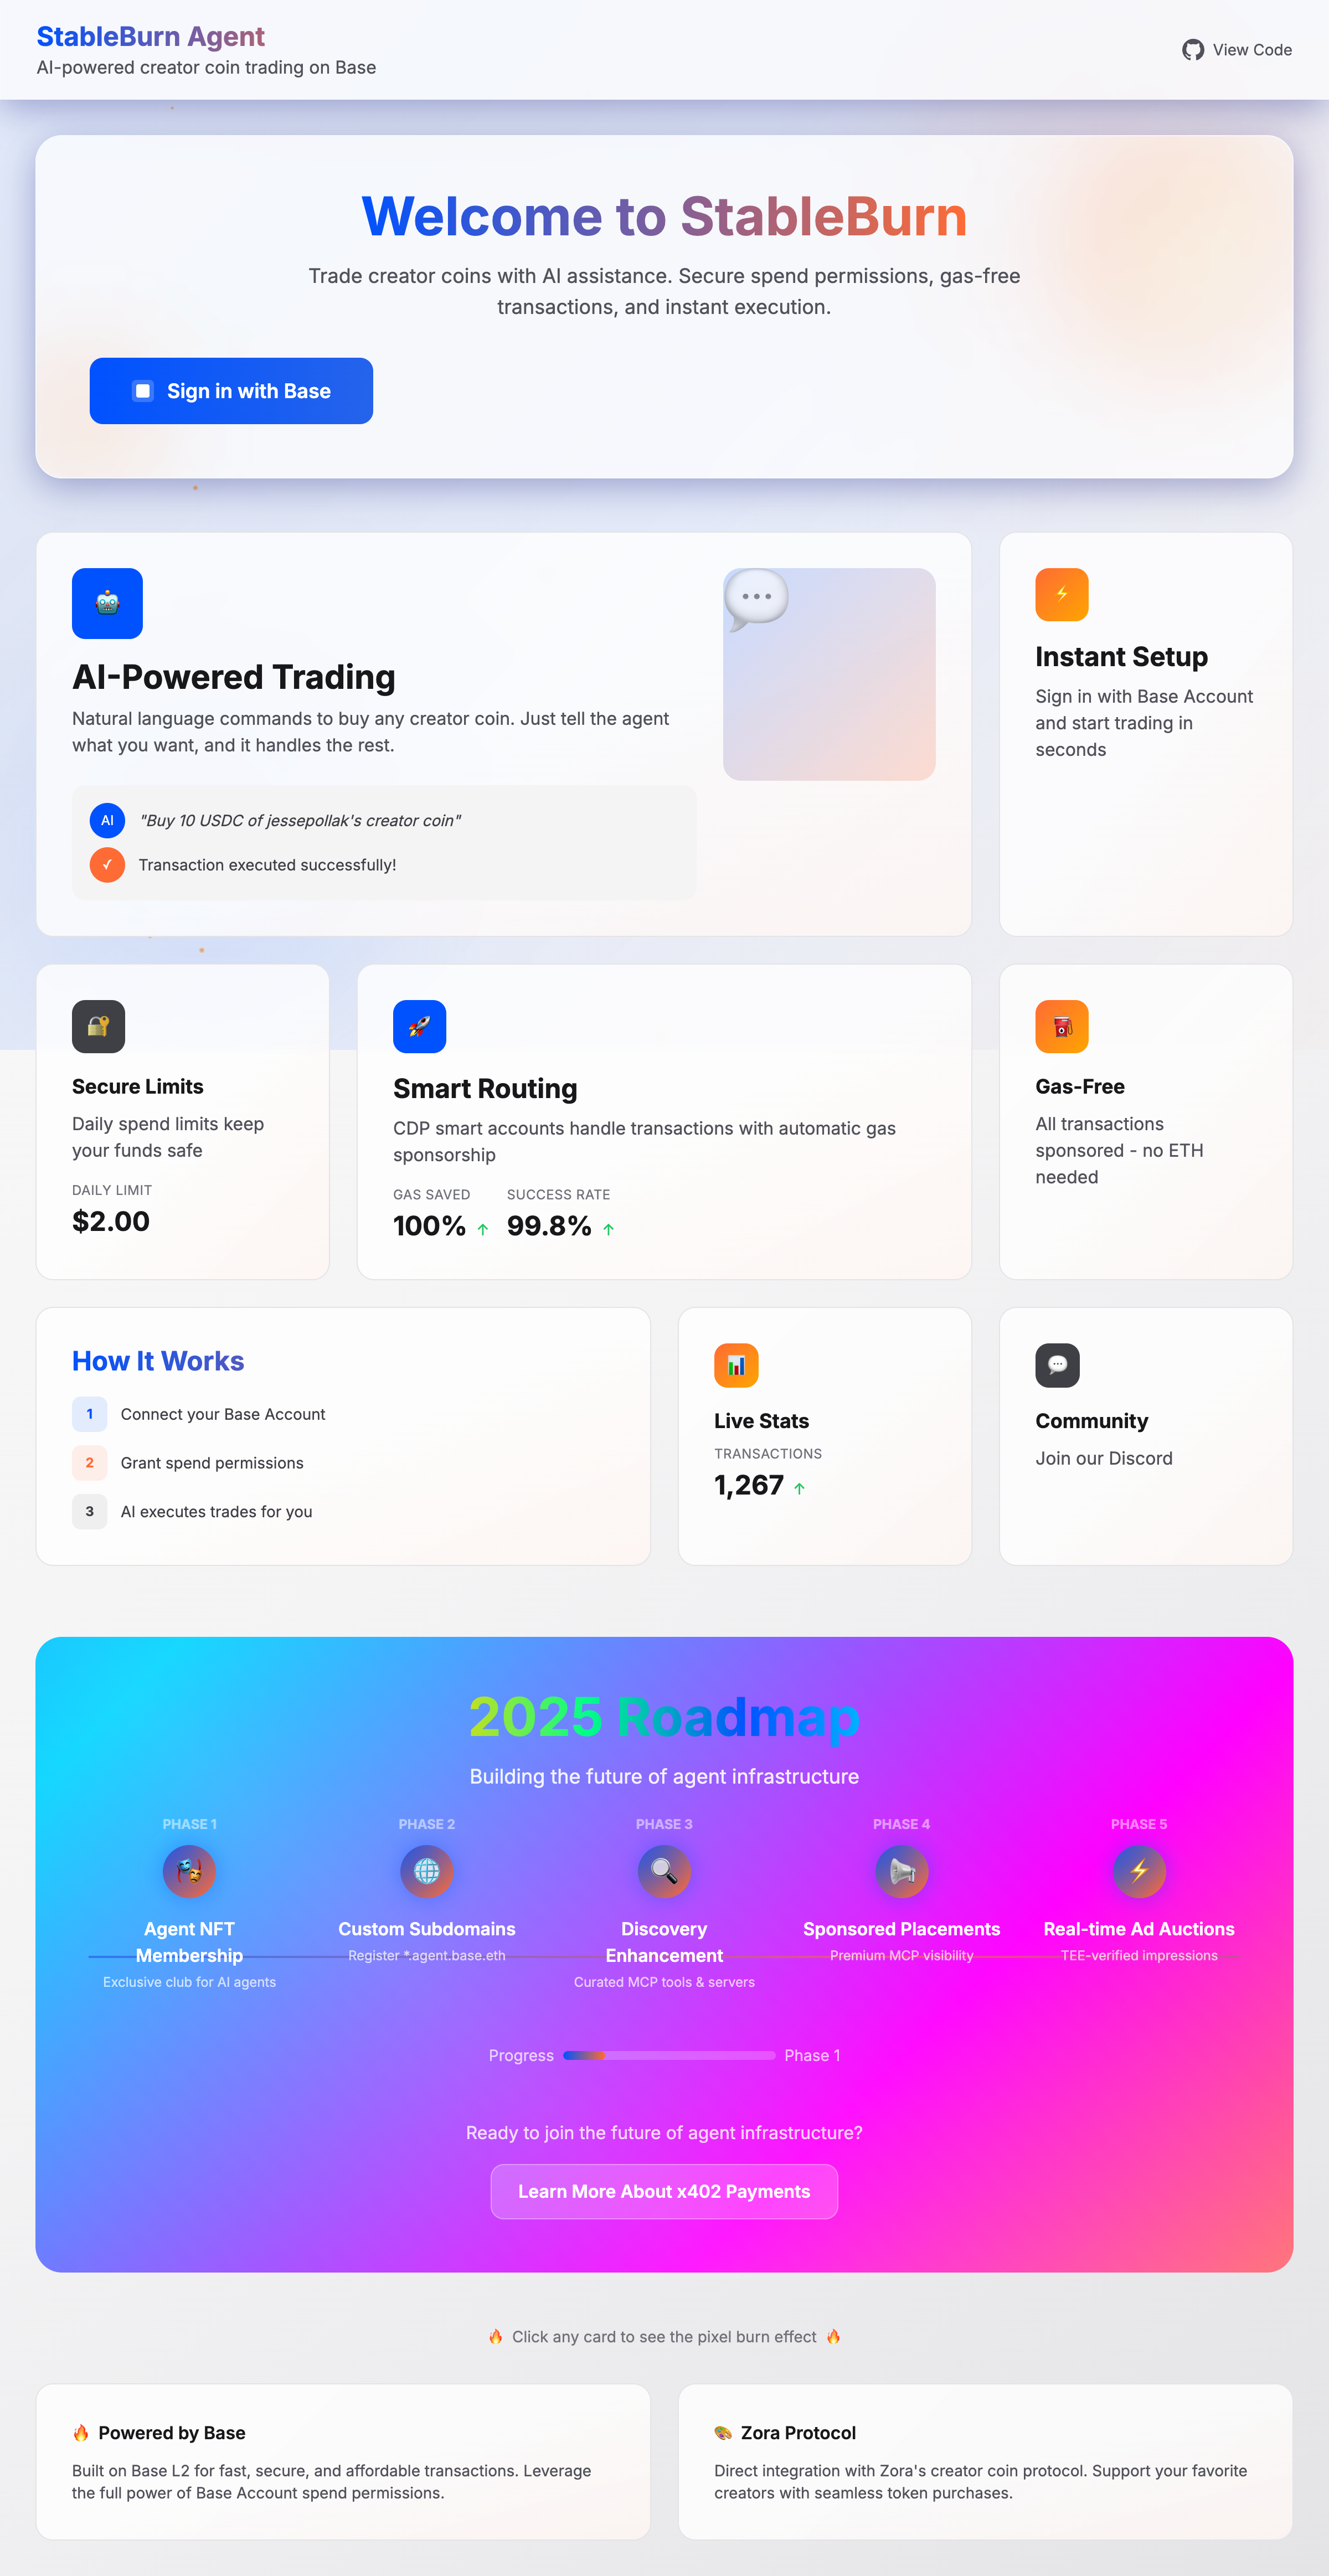 StableBurn Agent
AI-powered creator coin trading on Base
View Code
Welcome to StableBurn
Trade creator coins with AI assistance. Secure spend permissions, gas-free
transactions, and instant execution.
Sign in with Base
AI-Powered Trading
Natural language commands to buy any creator coin. Just tell the agent
what you want, and it handles the rest.
AI
"Buy 10 USDC of jessepollak's creator coin"
✓
Transaction executed successfully!
Instant Setup
Sign in with Base Account
and start trading in
seconds
Secure Limits
Daily spend limits keep
your funds safe
DAILY LIMIT
$2.00
Smart Routing
CDP smart accounts handle transactions with automatic gas
sponsorship
GAS SAVED
100% ↑
SUCCESS RATE
99.8% ↑
Gas-Free
All transactions
sponsored - no ETH
needed
How It Works
1 Connect your Base Account
2 Grant spend permissions
3 AI executes trades for you
Live Stats
TRANSACTIONS
1,267 ↑
Community
Join our Discord
2025 Roadmap
Building the future of agent infrastructure
PHASE 1
Agent NFT
Membership
Exclusive club for AI agents
PHASE 2
Custom Subdomains
Register *.agent.base.eth
PHASE 3
Discovery
Enhancement
Curated MCP tools & servers
PHASE 4
Sponsored Placements
Premium MCP visibility
PHASE 5
Real-time Ad Auctions
TEE-verified impressions
Progress
Phase 1
Ready to join the future of agent infrastructure?
Learn More About x402 Payments
🔥 Click any card to see the pixel burn effect 🔥
🔥 Powered by Base
Built on Base L2 for fast, secure, and affordable transactions. Leverage
the full power of Base Account spend permissions.
🎨 Zora Protocol
Direct integration with Zora's creator coin protocol. Support your favorite
creators with seamless token purchases.